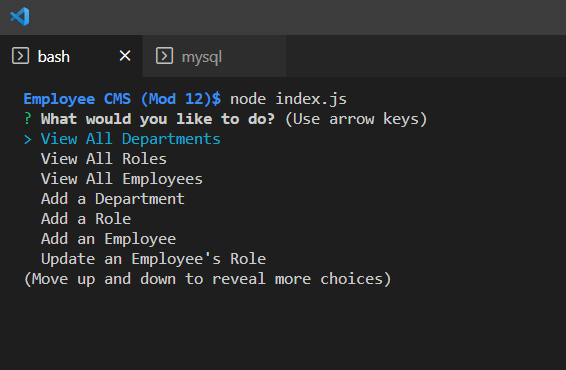 bash
mysql
Employee CMS (Mod 12)$ node index.js
? What would you like to do? (Use arrow keys)
> View All Departments
View All Roles
View All Employees
Add a Department
Add a Role
Add an Employee
Update an Employee's Role
(Move up and down to reveal more choices)